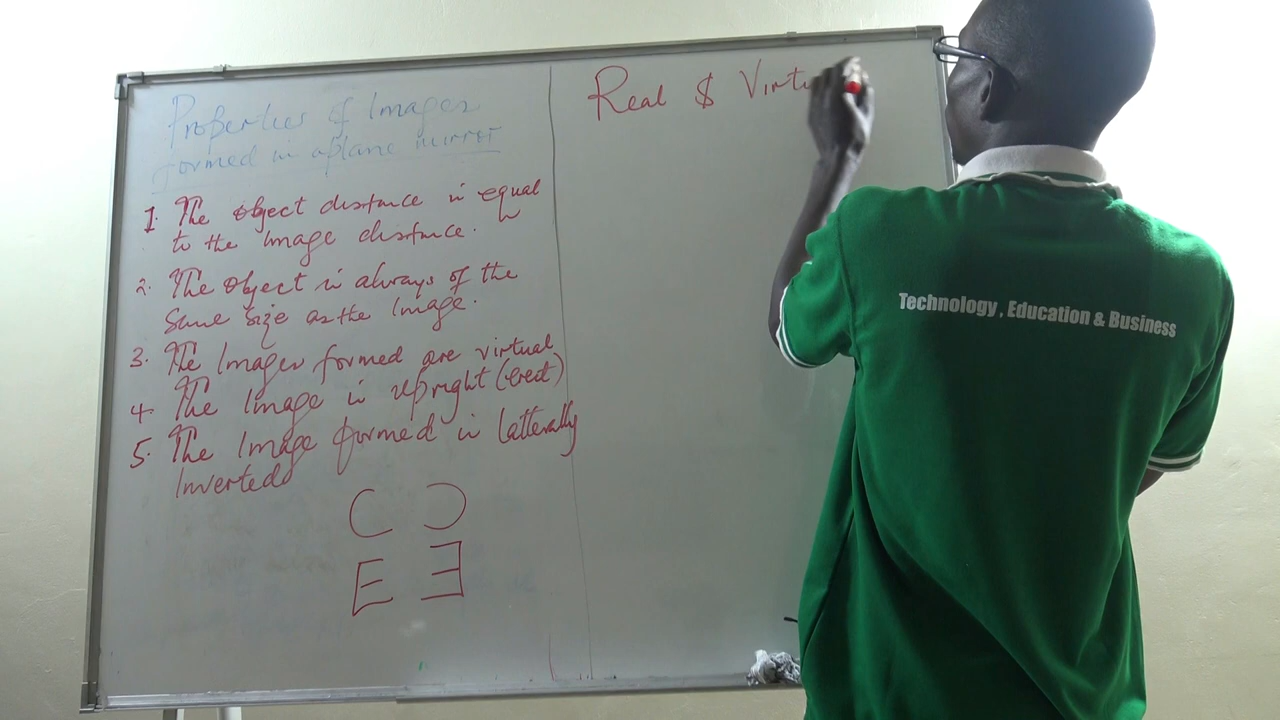 Properties of Images
formed in a plane mirror
1. The object distance is equal
to the Image distance.
2. The object is always of the
same size as the Image.
3. The Images formed are virtual
4. The Image is upright (erect)
5. The Image formed is latterally
Inverted
C Ɔ
E Ǝ
Real $ Virtu
Technology, Education & Business